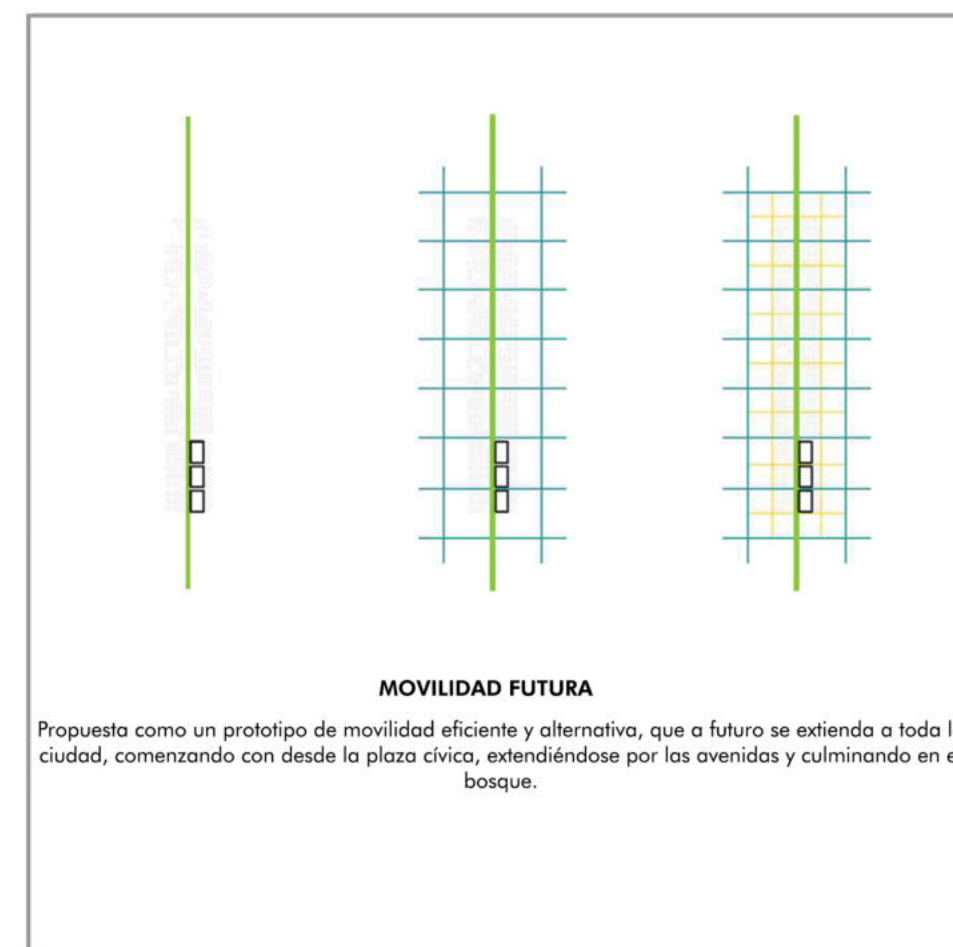 MOVILIDAD FUTURA
Propuesta como un prototipo de movilidad eficiente y alternativa, que a futuro se extienda a toda l
ciudad, comenzando con desde la plaza cívica, extendiéndose por las avenidas y culminando en e
bosque.